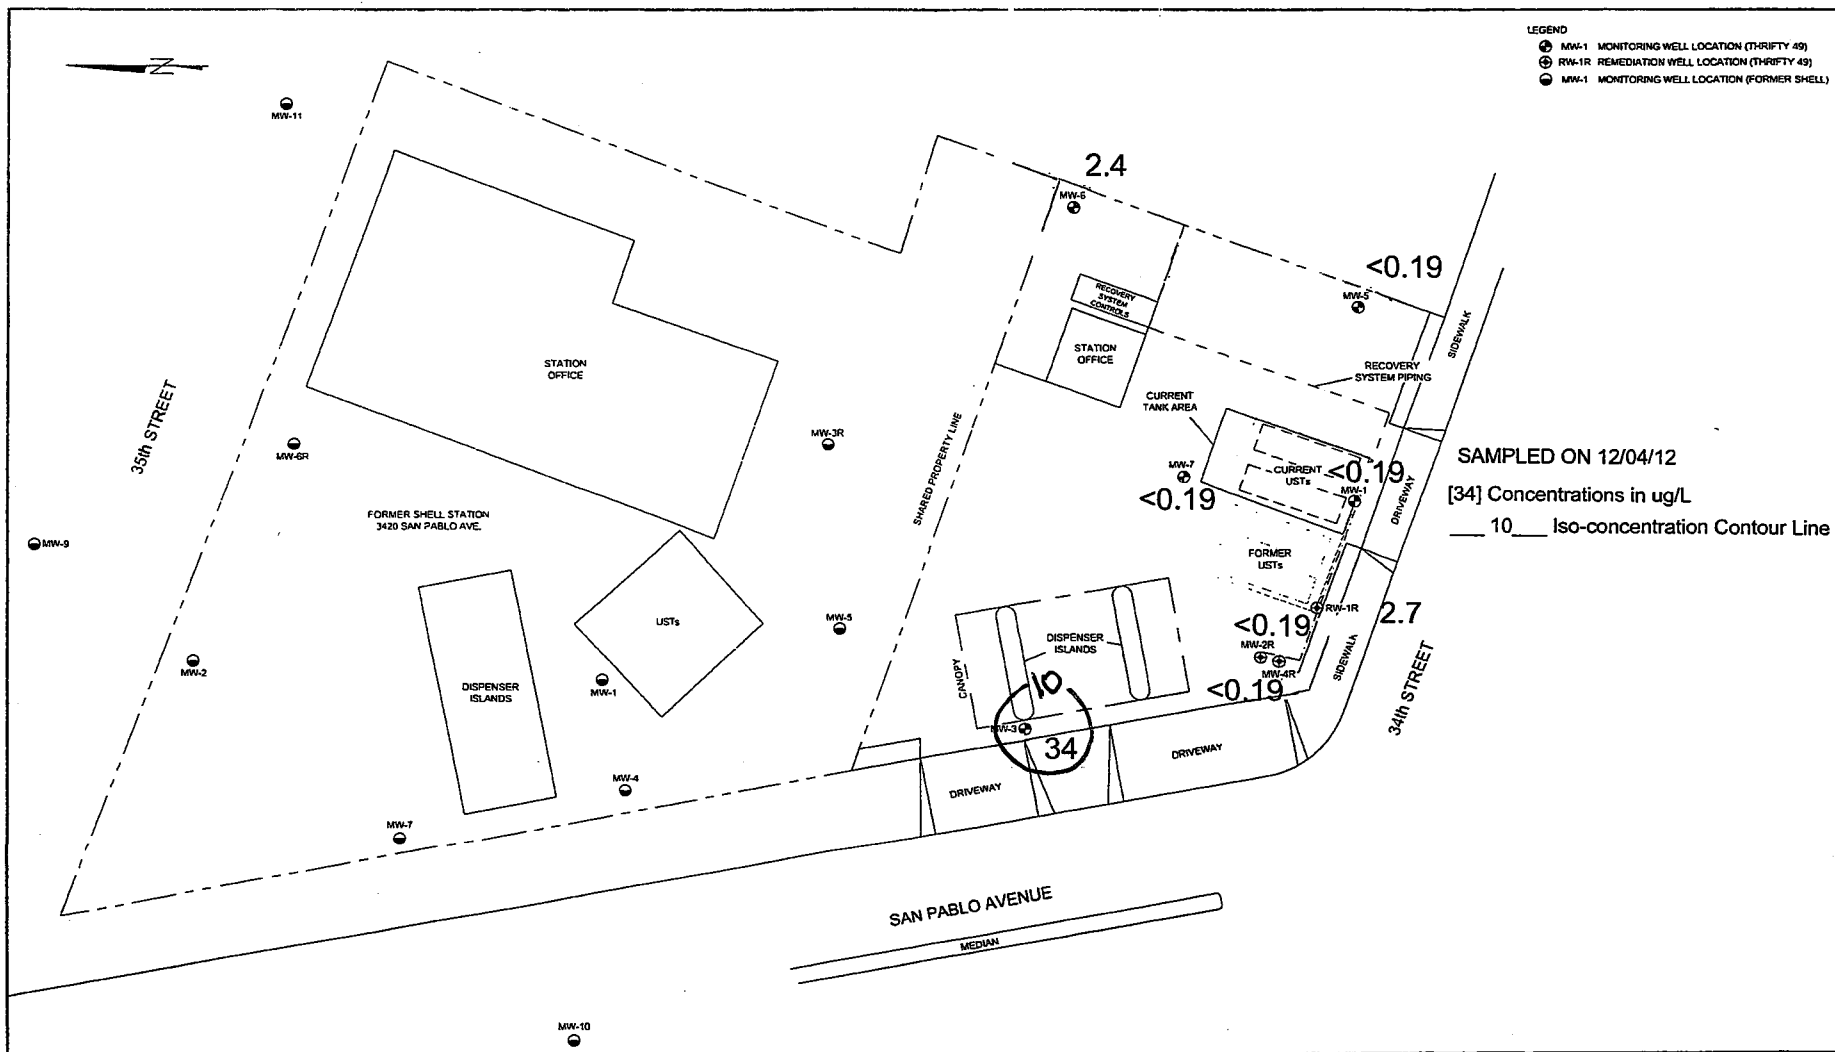 LEGEND
MW-1 MONITORING WELL LOCATION (THRIFTY 49)
RW-1R REMEDIATION WELL LOCATION (THRIFTY 49)
MW-1 MONITORING WELL LOCATION (FORMER SHELL)
N
MW-11
2.4
MW-6
<0.19
MW-5
RECOVERY
SYSTEM
CONTROLS
STATION
OFFICE
SIDEWALK
RECOVERY
SYSTEM PIPING
STATION
OFFICE
CURRENT
TANK AREA
35th STREET
MW-6R
MW-3R
SHARED PROPERTY LINE
MW-7
<0.19
CURRENT
USTs
<0.19
MW-1
DRIVEWAY
SAMPLED ON 12/04/12
[34] Concentrations in ug/L
___ 10___ Iso-concentration Contour Line
FORMER SHELL STATION
3420 SAN PABLO AVE.
MW-9
FORMER
USTs
RW-1R
2.7
<0.19
MW-2R
MW-4R
<0.19
SIDEWALK
34th STREET
USTs
MW-5
DISPENSER
ISLANDS
CANOPY
MW-2
DISPENSER
ISLANDS
MW-1
10
MW-3
34
DRIVEWAY
DRIVEWAY
MW-4
MW-7
SAN PABLO AVENUE
MEDIAN
MW-10